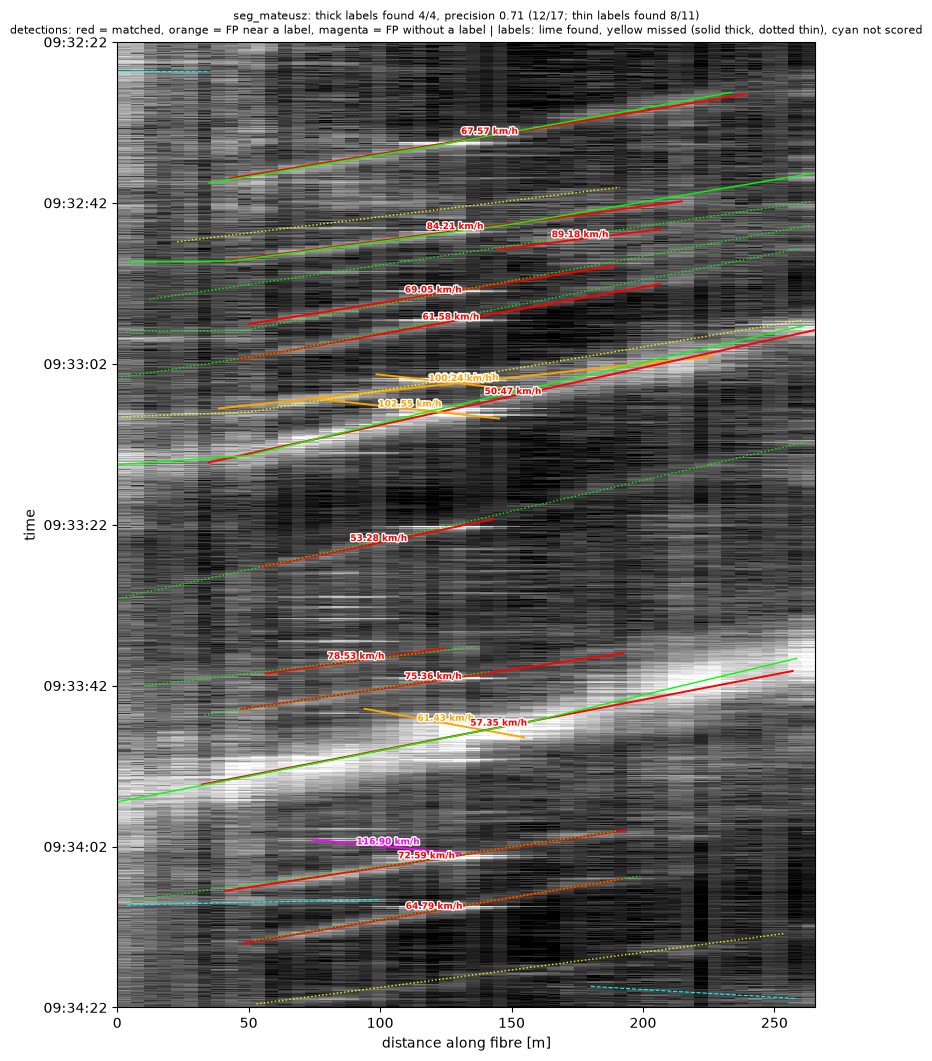 seg_mateusz: thick labels found 4/4, precision 0.71 (12/17; thin labels found 8/11)
detections: red = matched, orange = FP near a label, magenta = FP without a label | labels: lime found, yellow missed (solid thick, dotted thin), cyan not scored
09:32:22
67.57 km/h
09:32:42
84.21 km/h
89.18 km/h
69.05 km/h
61.58 km/h
09:33:02
50.47 km/h
102.55 km/h
09:33:22
53.28 km/h
78.53 km/h
75.36 km/h
09:33:42
61.43 km/h
57.35 km/h
09:34:02
116.90 km/h
72.59 km/h
64.79 km/h
09:34:22
time
0 50 100 150 200 250
distance along fibre [m]